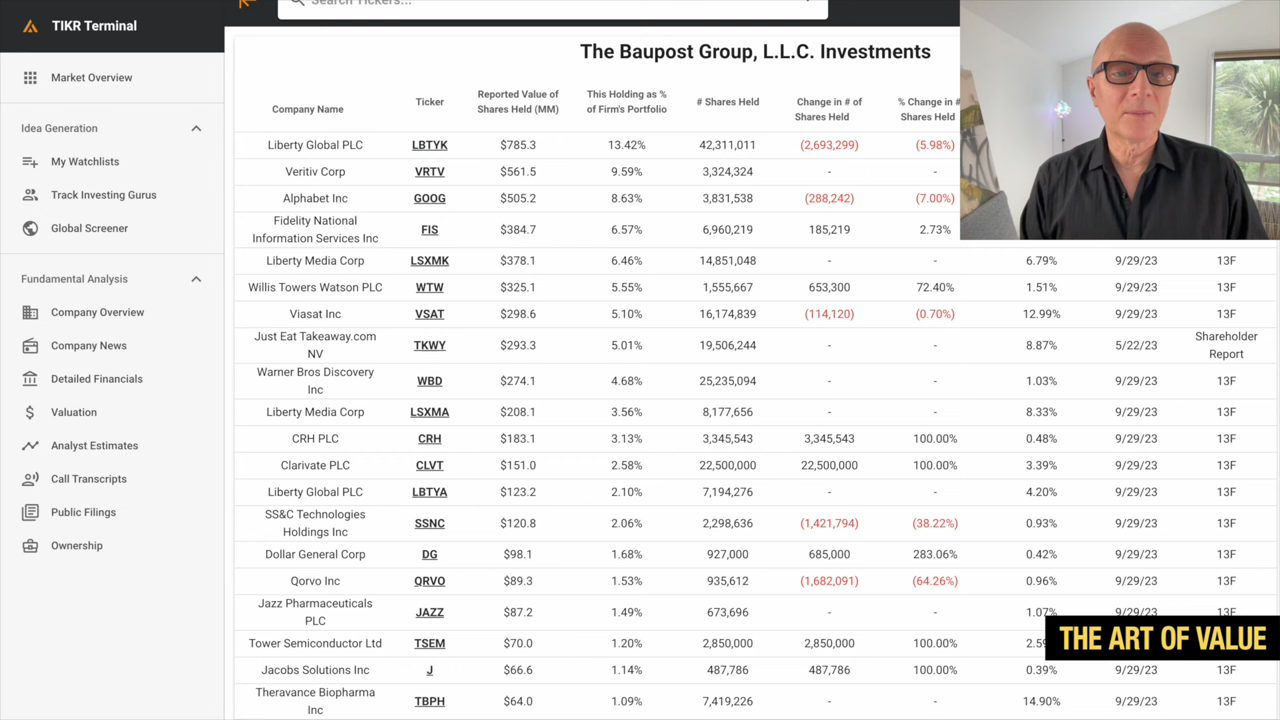 TIKR Terminal
Search Tickers...
Market Overview
Idea Generation
My Watchlists
Track Investing Gurus
Global Screener
Fundamental Analysis
Company Overview
Company News
Detailed Financials
$ Valuation
Analyst Estimates
Call Transcripts
Public Filings
Ownership
The Baupost Group, L.L.C. Investments
Company Name Ticker Reported Value of Shares Held (MM) This Holding as % of Firm's Portfolio # Shares Held Change in # of Shares Held % Change in # Shares Held
Liberty Global PLC LBTYK $785.3 13.42% 42,311,011 (2,693,299) (5.98%)
Veritiv Corp VRTV $561.5 9.59% 3,324,324 - -
Alphabet Inc GOOG $505.2 8.63% 3,831,538 (288,242) (7.00%)
Fidelity National Information Services Inc FIS $384.7 6.57% 6,960,219 185,219 2.73%
Liberty Media Corp LSXMK $378.1 6.46% 14,851,048 - - 6.79% 9/29/23 13F
Willis Towers Watson PLC WTW $325.1 5.55% 1,555,667 653,300 72.40% 1.51% 9/29/23 13F
Viasat Inc VSAT $298.6 5.10% 16,174,839 (114,120) (0.70%) 12.99% 9/29/23 13F
Just Eat Takeaway.com NV TKWY $293.3 5.01% 19,506,244 - - 8.87% 5/22/23 Shareholder Report
Warner Bros Discovery Inc WBD $274.1 4.68% 25,235,094 - - 1.03% 9/29/23 13F
Liberty Media Corp LSXMA $208.1 3.56% 8,177,656 - - 8.33% 9/29/23 13F
CRH PLC CRH $183.1 3.13% 3,345,543 3,345,543 100.00% 0.48% 9/29/23 13F
Clarivate PLC CLVT $151.0 2.58% 22,500,000 22,500,000 100.00% 3.39% 9/29/23 13F
Liberty Global PLC LBTYA $123.2 2.10% 7,194,276 - - 4.20% 9/29/23 13F
SS&C Technologies Holdings Inc SSNC $120.8 2.06% 2,298,636 (1,421,794) (38.22%) 0.93% 9/29/23 13F
Dollar General Corp DG $98.1 1.68% 927,000 685,000 283.06% 0.42% 9/29/23 13F
Qorvo Inc QRVO $89.3 1.53% 935,612 (1,682,091) (64.26%) 0.96% 9/29/23 13F
Jazz Pharmaceuticals PLC JAZZ $87.2 1.49% 673,696 - - 1.07% 9/29/23 13F
Tower Semiconductor Ltd TSEM $70.0 1.20% 2,850,000 2,850,000 100.00%
Jacobs Solutions Inc J $66.6 1.14% 487,786 487,786 100.00% 0.39% 9/29/23 13F
Theravance Biopharma Inc TBPH $64.0 1.09% 7,419,226 - - 14.90% 9/29/23 13F
THE ART OF VALUE